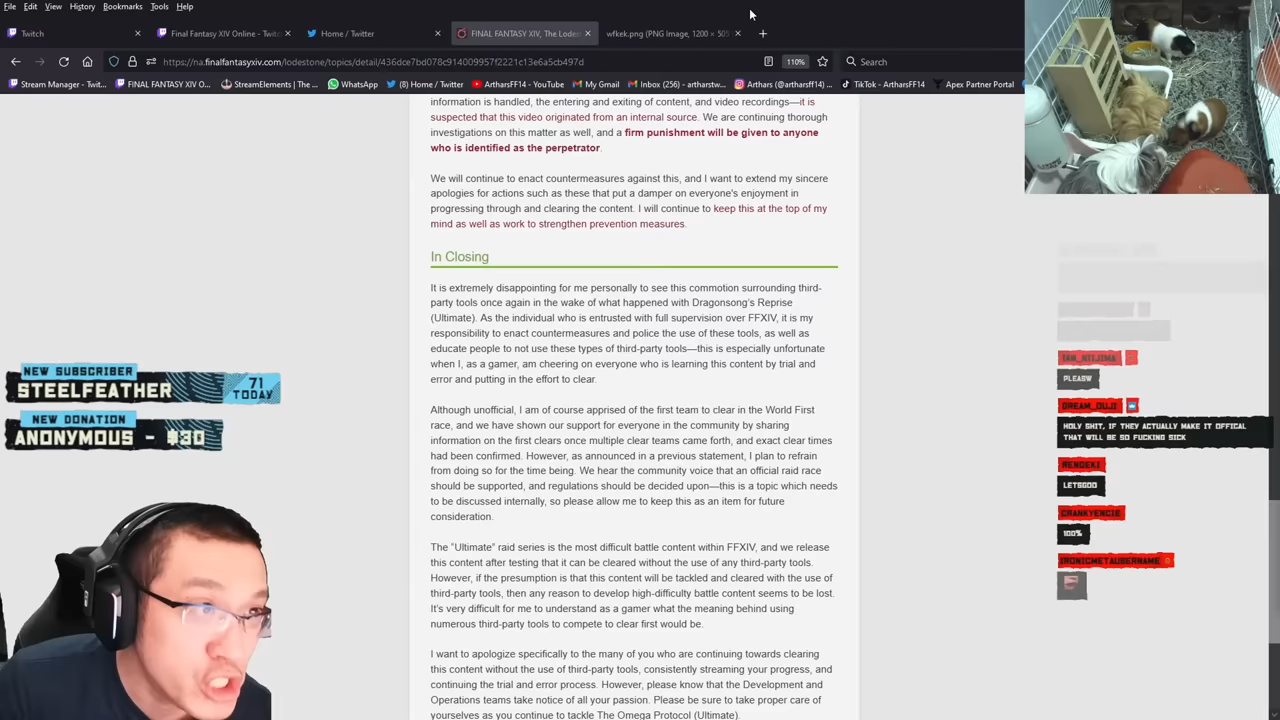 File Edit View History Bookmarks Tools Help
Twitch
Final Fantasy XIV Online - Twitc
Home / Twitter
FINAL FANTASY XIV, The Lodes
wfkek.png (PNG Image, 1200 × 505
https://na.finalfantasyxiv.com/lodestone/topics/detail/436dce7bd078c914009957f2221c13e6a5cb497d
110%
Search
Stream Manager - Twit...
FINAL FANTASY XIV O...
StreamElements | The ...
WhatsApp
(8) Home / Twitter
ArtharsFF14 - YouTube
My Gmail
Inbox (256) - artharstw...
Arthars (@artharsff14) ...
TikTok - ArtharsFF14
Apex Partner Portal
information is handled, the entering and exiting of content, and video recordings—it is
suspected that this video originated from an internal source. We are continuing thorough
investigations on this matter as well, and a firm punishment will be given to anyone
who is identified as the perpetrator.
We will continue to enact countermeasures against this, and I want to extend my sincere
apologies for actions such as these that put a damper on everyone's enjoyment in
progressing through and clearing the content. I will continue to keep this at the top of my
mind as well as work to strengthen prevention measures.
In Closing
It is extremely disappointing for me personally to see this commotion surrounding third-
party tools once again in the wake of what happened with Dragonsong's Reprise
(Ultimate). As the individual who is entrusted with full supervision over FFXIV, it is my
responsibility to enact countermeasures and police the use of these tools, as well as
educate people to not use these types of third-party tools—this is especially unfortunate
when I, as a gamer, am cheering on everyone who is learning this content by trial and
error and putting in the effort to clear.
Although unofficial, I am of course apprised of the first team to clear in the World First
race, and we have shown our support for everyone in the community by sharing
information on the first clears once multiple clear teams came forth, and exact clear times
had been confirmed. However, as announced in a previous statement, I plan to refrain
from doing so for the time being. We hear the community voice that an official raid race
should be supported, and regulations should be decided upon—this is a topic which needs
to be discussed internally, so please allow me to keep this as an item for future
consideration.
The "Ultimate" raid series is the most difficult battle content within FFXIV, and we release
this content after testing that it can be cleared without the use of any third-party tools.
However, if the presumption is that this content will be tackled and cleared with the use of
third-party tools, then any reason to develop high-difficulty battle content seems to be lost.
It's very difficult for me to understand as a gamer what the meaning behind using
numerous third-party tools to compete to clear first would be.
I want to apologize specifically to the many of you who are continuing towards clearing
this content without the use of third-party tools, consistently streaming your progress, and
continuing the trial and error process. However, please know that the Development and
Operations teams take notice of all your passion. Please be sure to take proper care of
yourselves as you continue to tackle The Omega Protocol (Ultimate).
NEW SUBSCRIBER
STEELFEATHER
71
TODAY
NEW DONATION
ANONYMOUS - $30
IAN_NIIJIMA
PLEASW
DREAM_OUJI
HOLY SHIT, IF THEY ACTUALLY MAKE IT OFFICAL
THAT WILL BE SO FUCKING SICK
RENGEKI
LETSGOO
CRANKYENCIE
100%
IRONICMETAUSERNAME